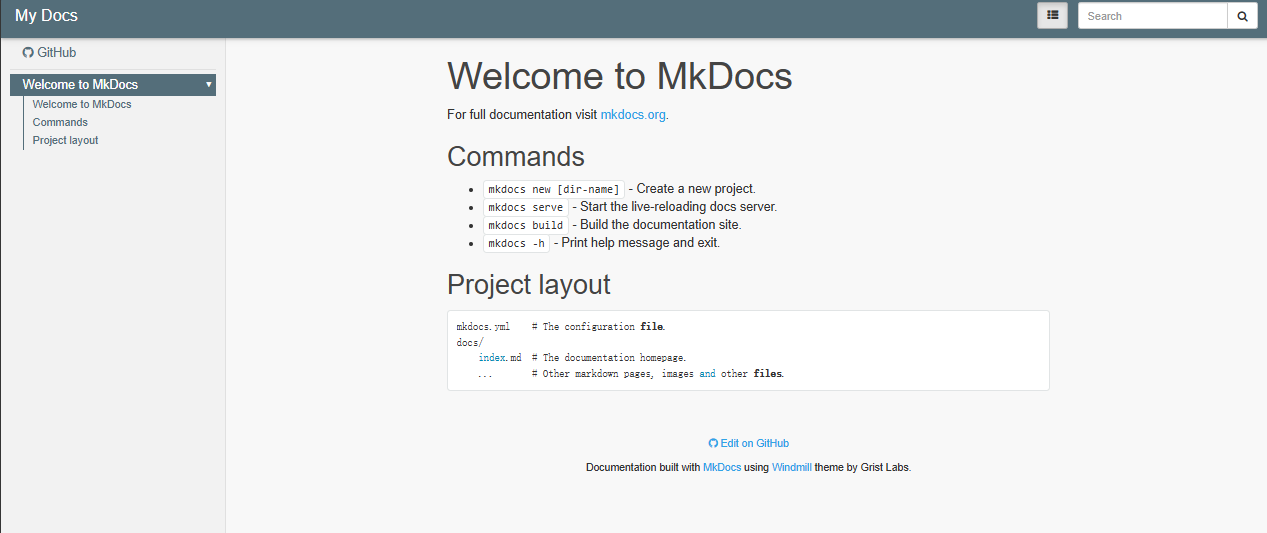 My Docs
Search
GitHub
Welcome to MkDocs
Welcome to MkDocs
Commands
Project layout
Welcome to MkDocs
For full documentation visit mkdocs.org.
Commands
mkdocs new [dir-name] - Create a new project.
mkdocs serve - Start the live-reloading docs server.
mkdocs build - Build the documentation site.
mkdocs -h - Print help message and exit.
Project layout
mkdocs.yml    # The configuration file.
docs/
    index.md  # The documentation homepage.
    ...       # Other markdown pages, images and other files.
Edit on GitHub
Documentation built with MkDocs using Windmill theme by Grist Labs.